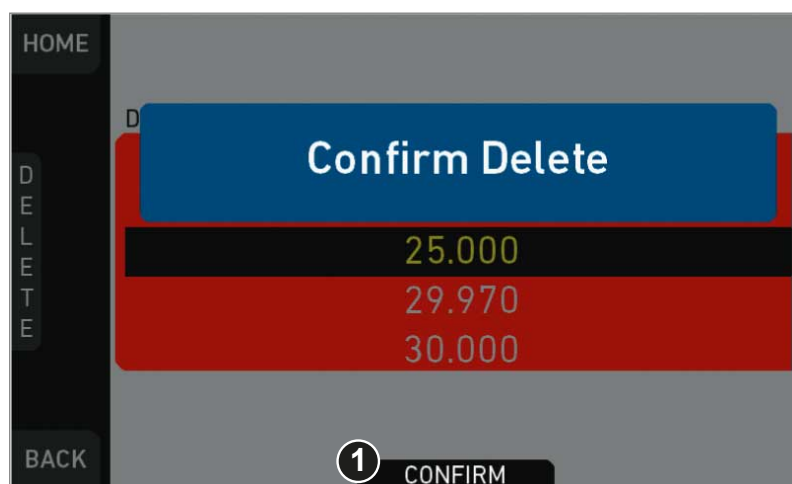 HOME
D
Confirm Delete
DELETE
25.000
29.970
30.000
BACK
1
CONFIRM